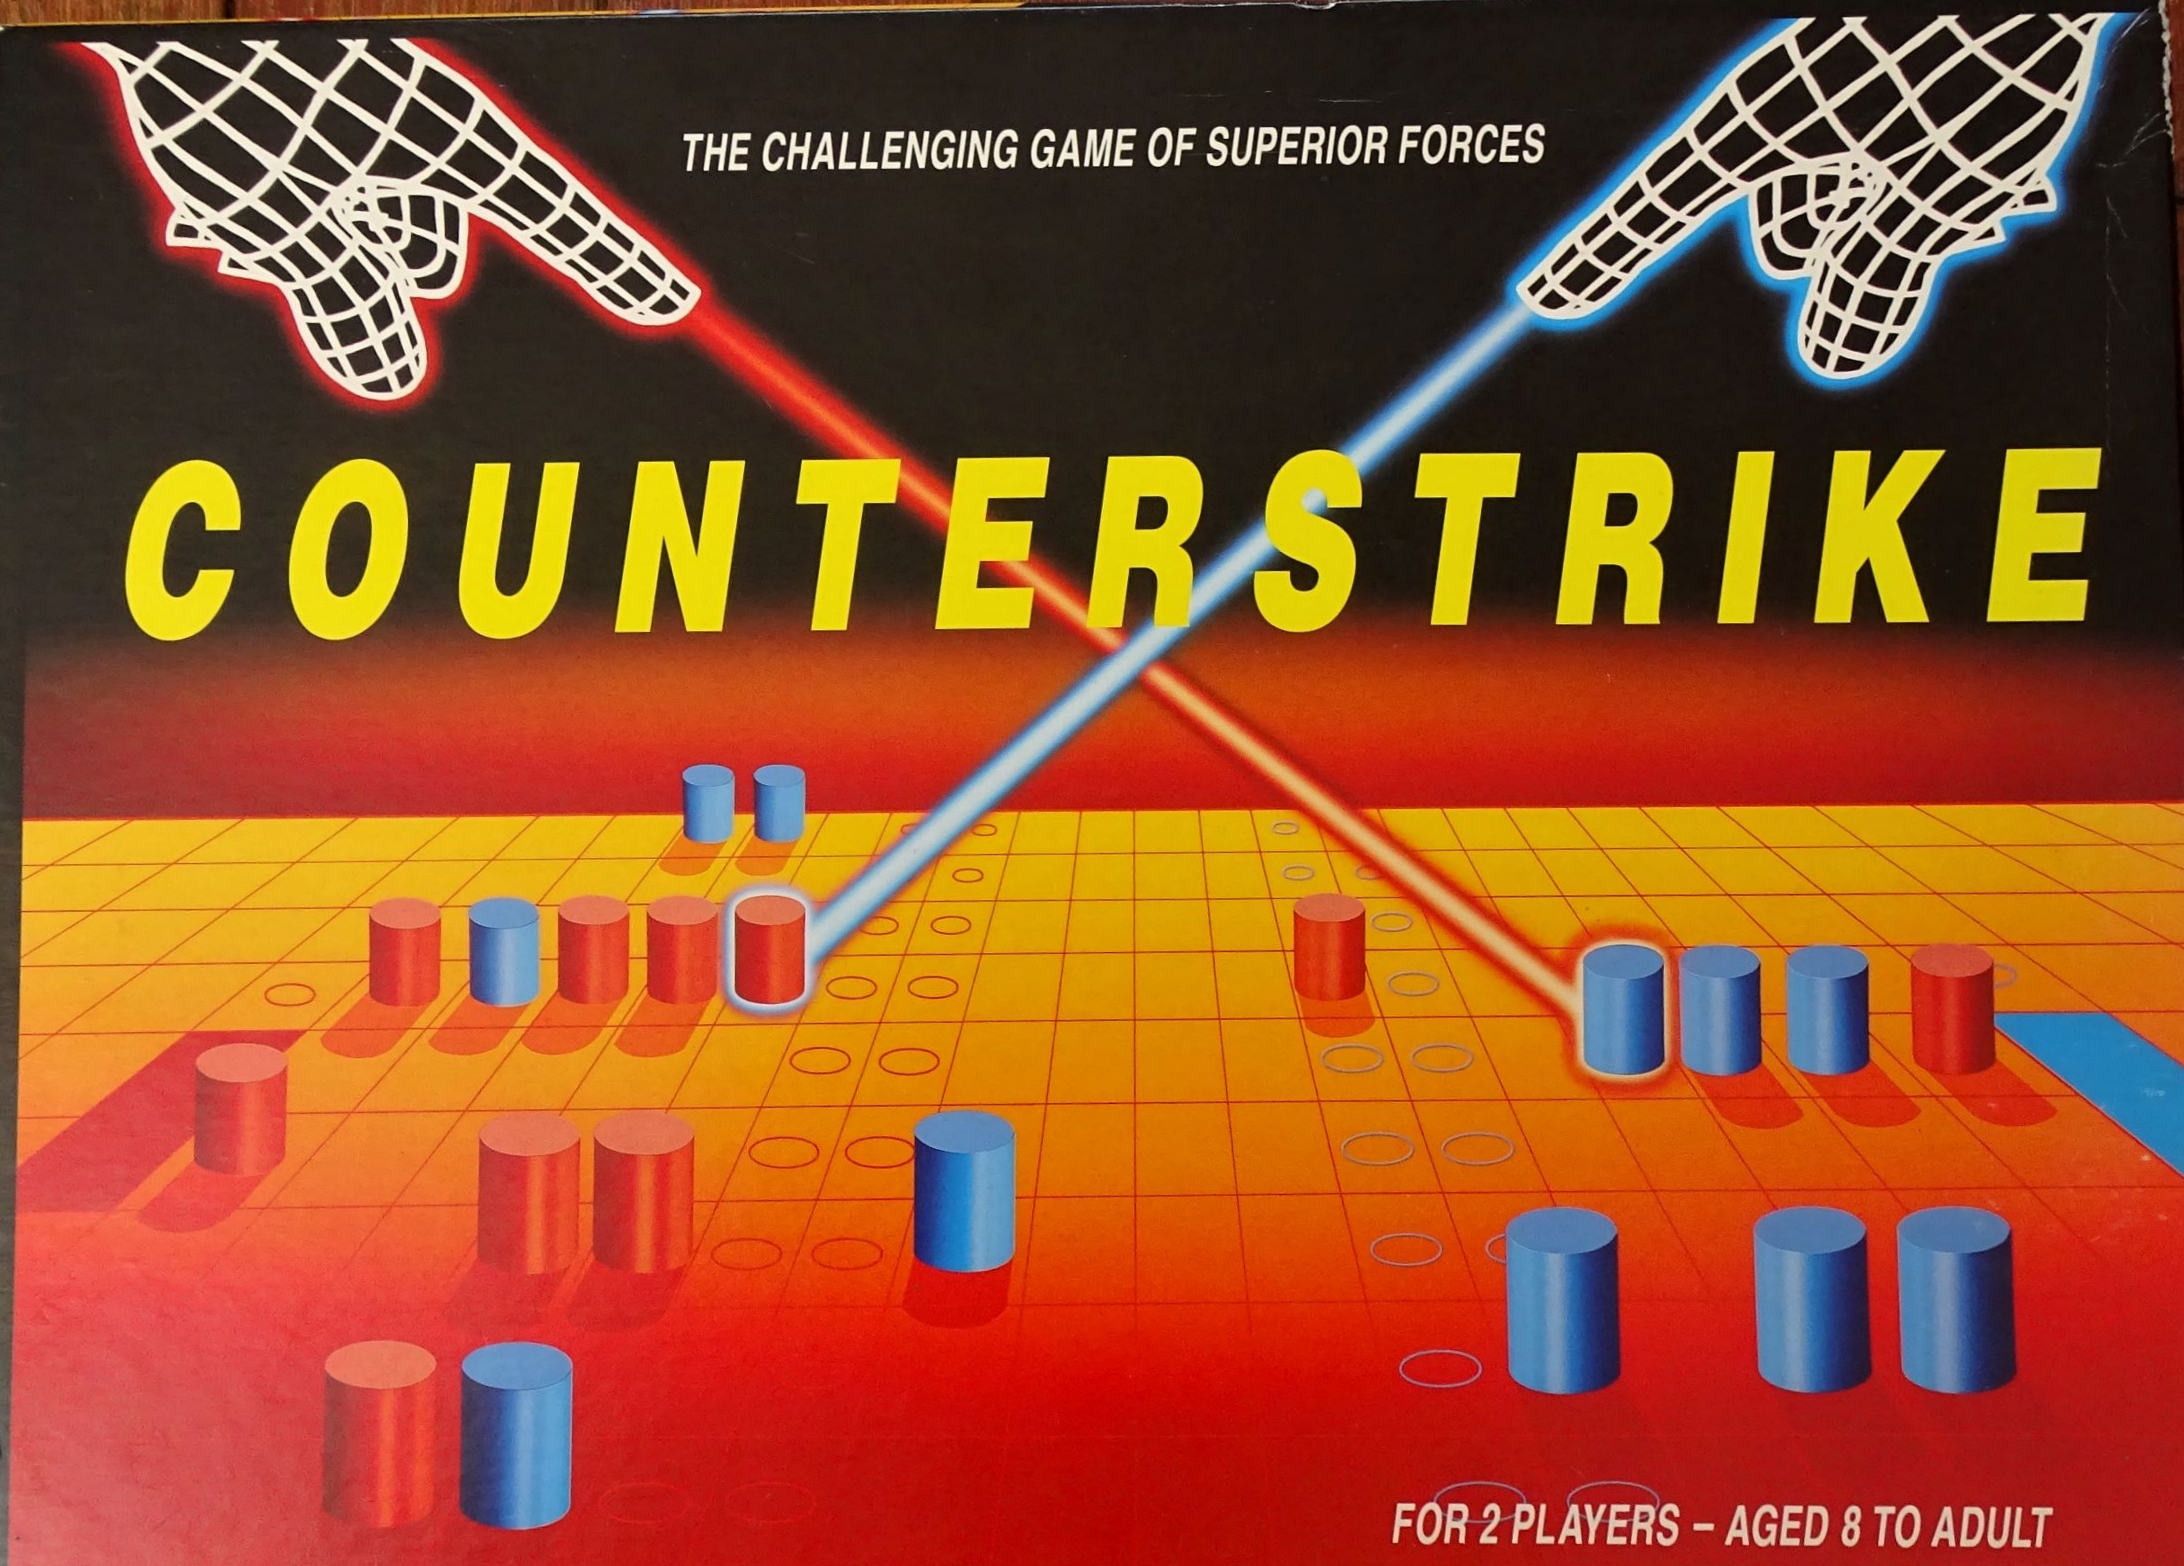 THE CHALLENGING GAME OF SUPERIOR FORCES
COUNTERSTRIKE
FOR 2 PLAYERS – AGED 8 TO ADULT